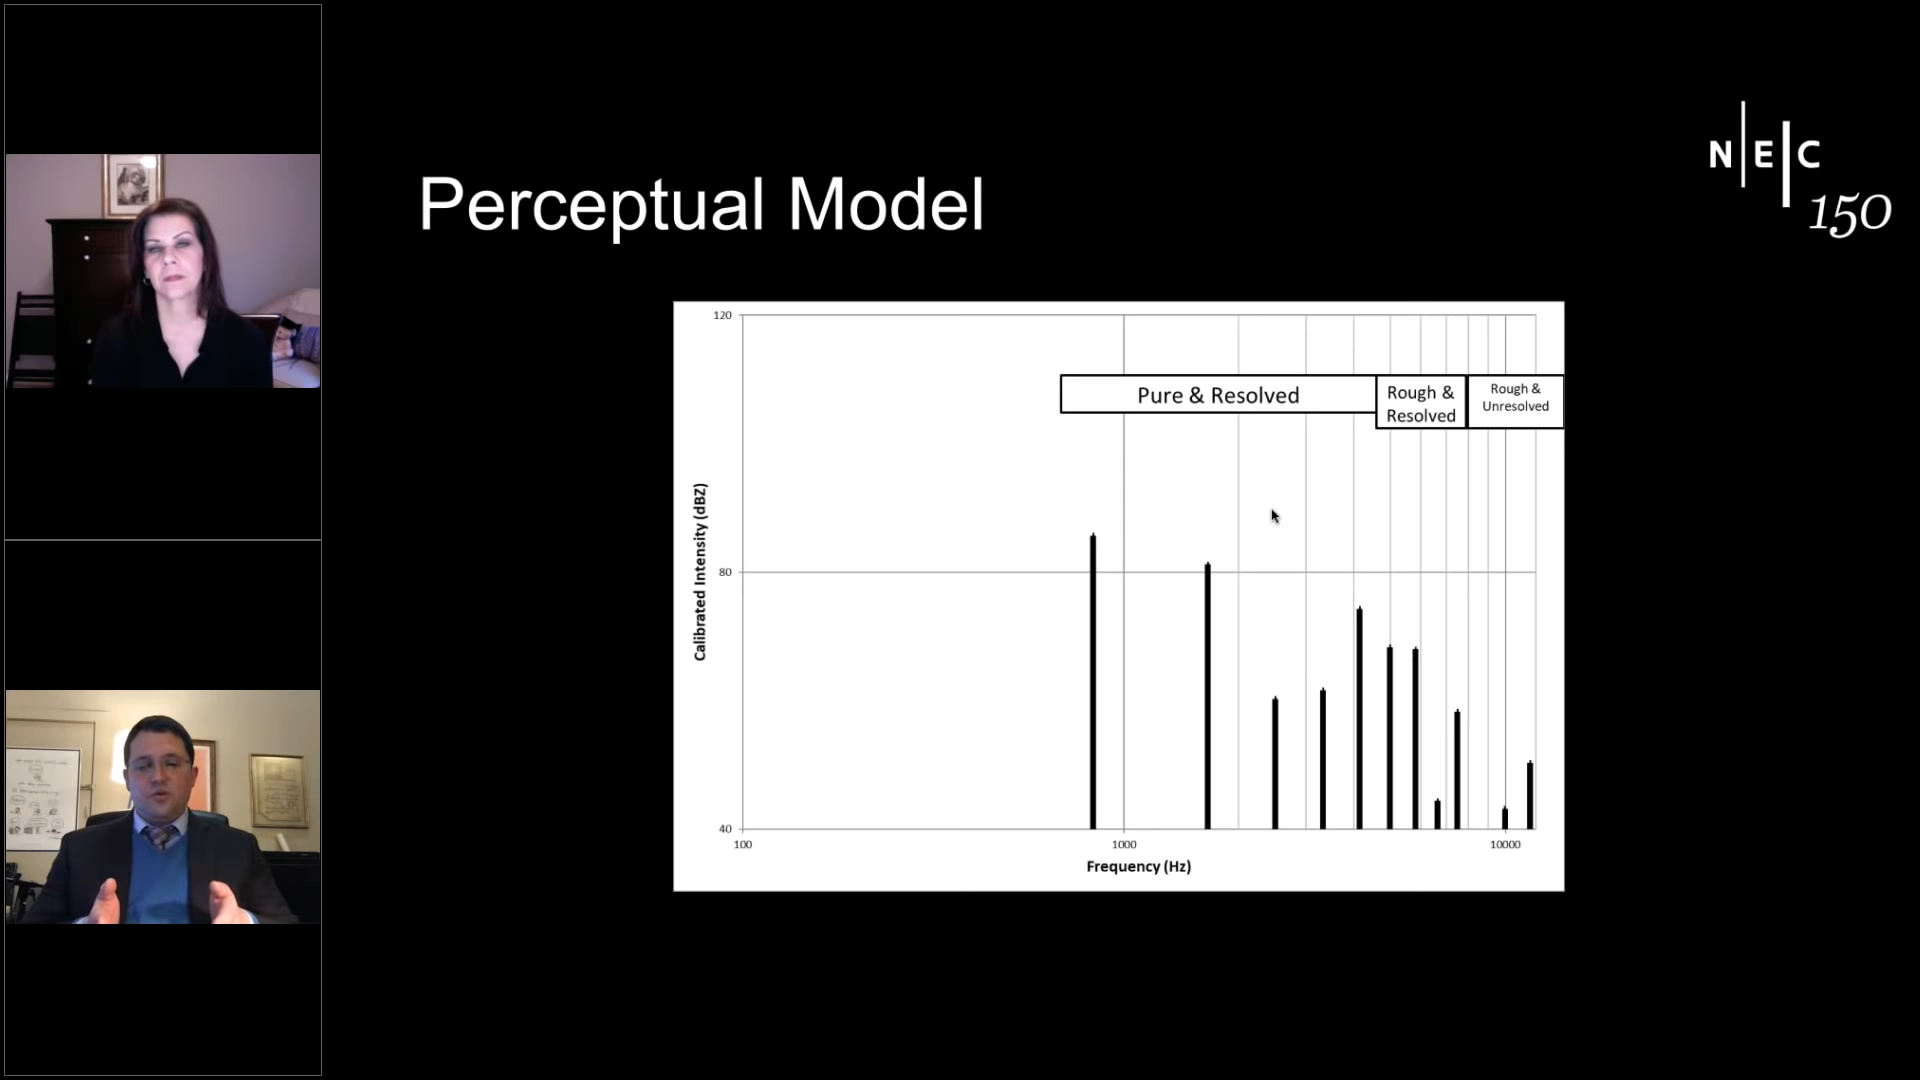 Perceptual Model
NEC
150
120
Pure & Resolved
Rough &
Resolved
Rough &
Unresolved
Calibrated Intensity (dBZ)
80
40
100
1000
10000
Frequency (Hz)